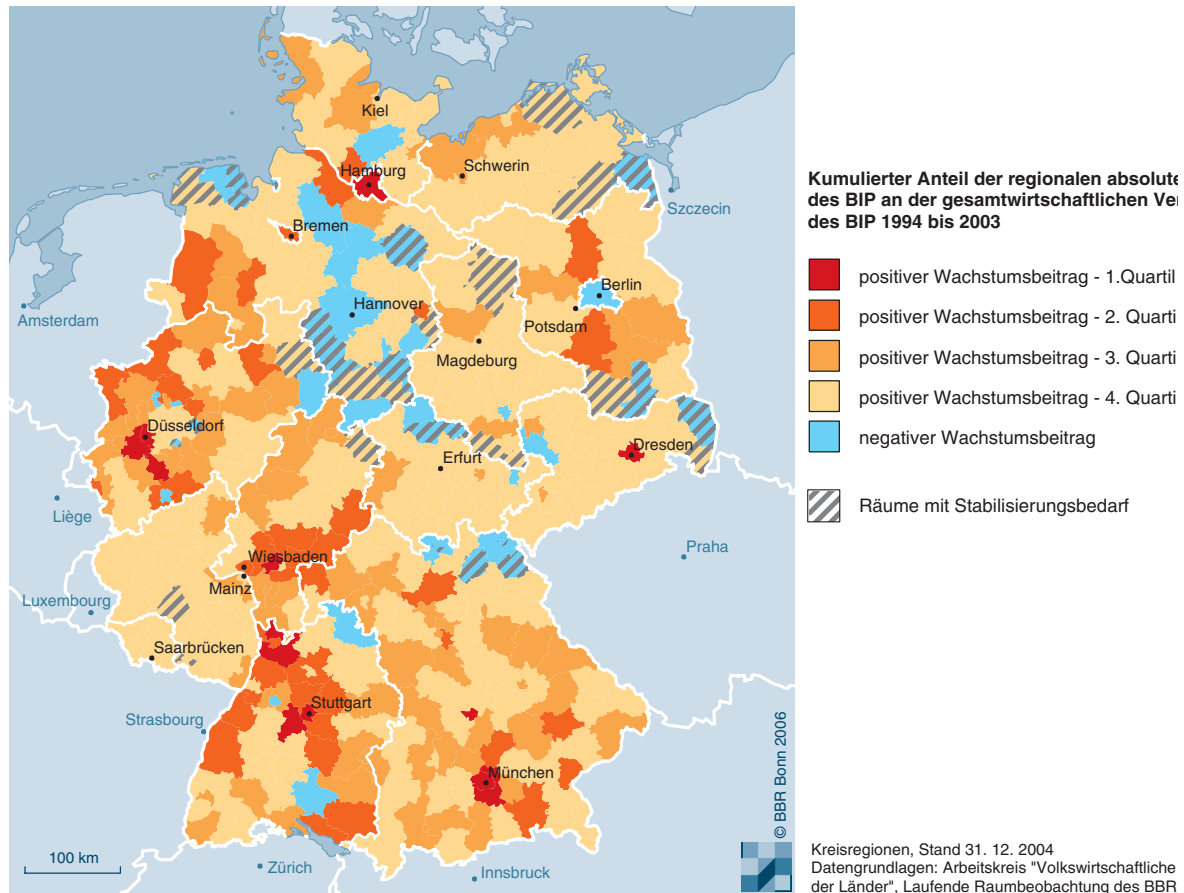 Kiel
Hamburg
Schwerin
Szczecin
Bremen
Berlin
Hannover
Potsdam
Amsterdam
Magdeburg
Düsseldorf
Dresden
Erfurt
Liège
Praha
Wiesbaden
Mainz
Luxembourg
Saarbrücken
Stuttgart
Strasbourg
München
© BBR Bonn 2006
100 km
Zürich
Innsbruck
Kumulierter Anteil der regionalen absolute
des BIP an der gesamtwirtschaftlichen Ver
des BIP 1994 bis 2003
positiver Wachstumsbeitrag - 1.Quartil
positiver Wachstumsbeitrag - 2. Quarti
positiver Wachstumsbeitrag - 3. Quarti
positiver Wachstumsbeitrag - 4. Quarti
negativer Wachstumsbeitrag
Räume mit Stabilisierungsbedarf
Kreisregionen, Stand 31. 12. 2004
Datengrundlagen: Arbeitskreis "Volkswirtschaftliche
der Länder", Laufende Raumbeobachtung des BBR